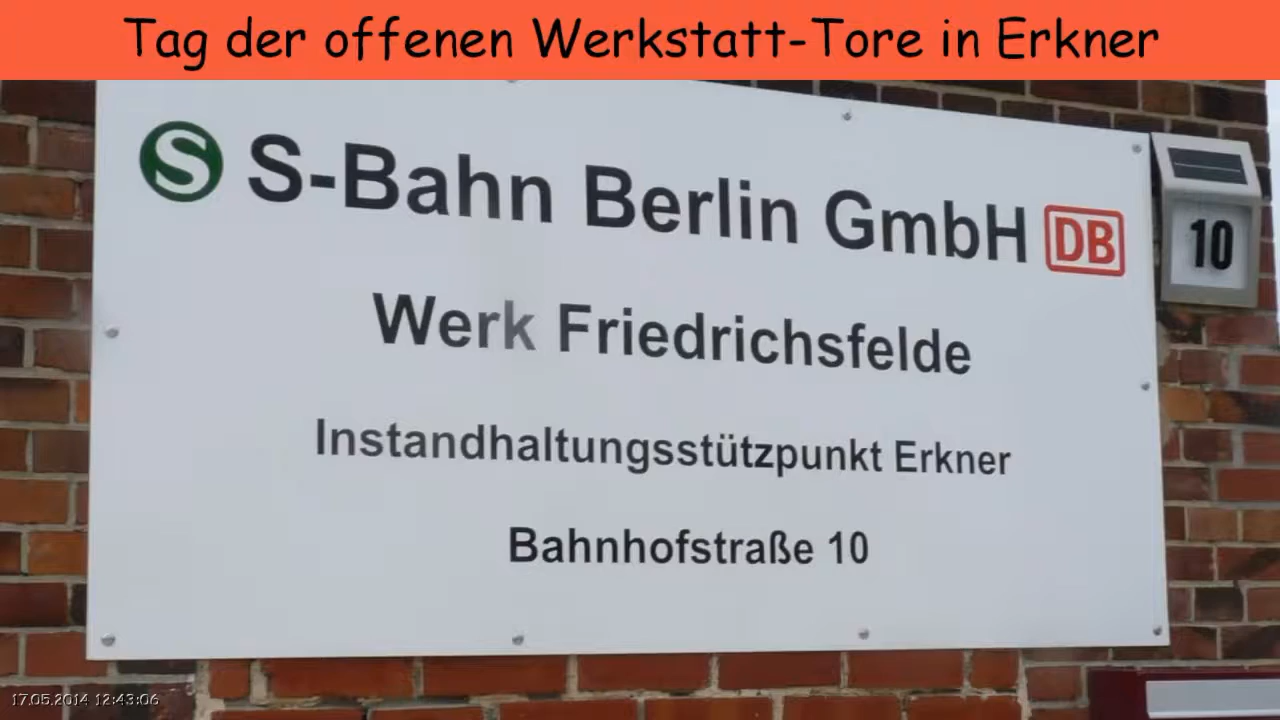 Tag der offenen Werkstatt-Tore in Erkner
S S-Bahn Berlin GmbH DB
10
Werk Friedrichsfelde
Instandhaltungsstützpunkt Erkner
Bahnhofstraße 10
17.05.2014 12:43:06